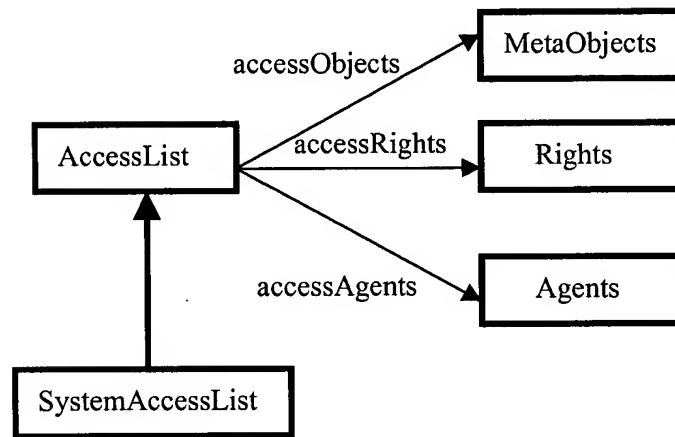 MetaObjects
accessObjects
accessRights
AccessList
Rights
accessAgents
Agents
SystemAccessList